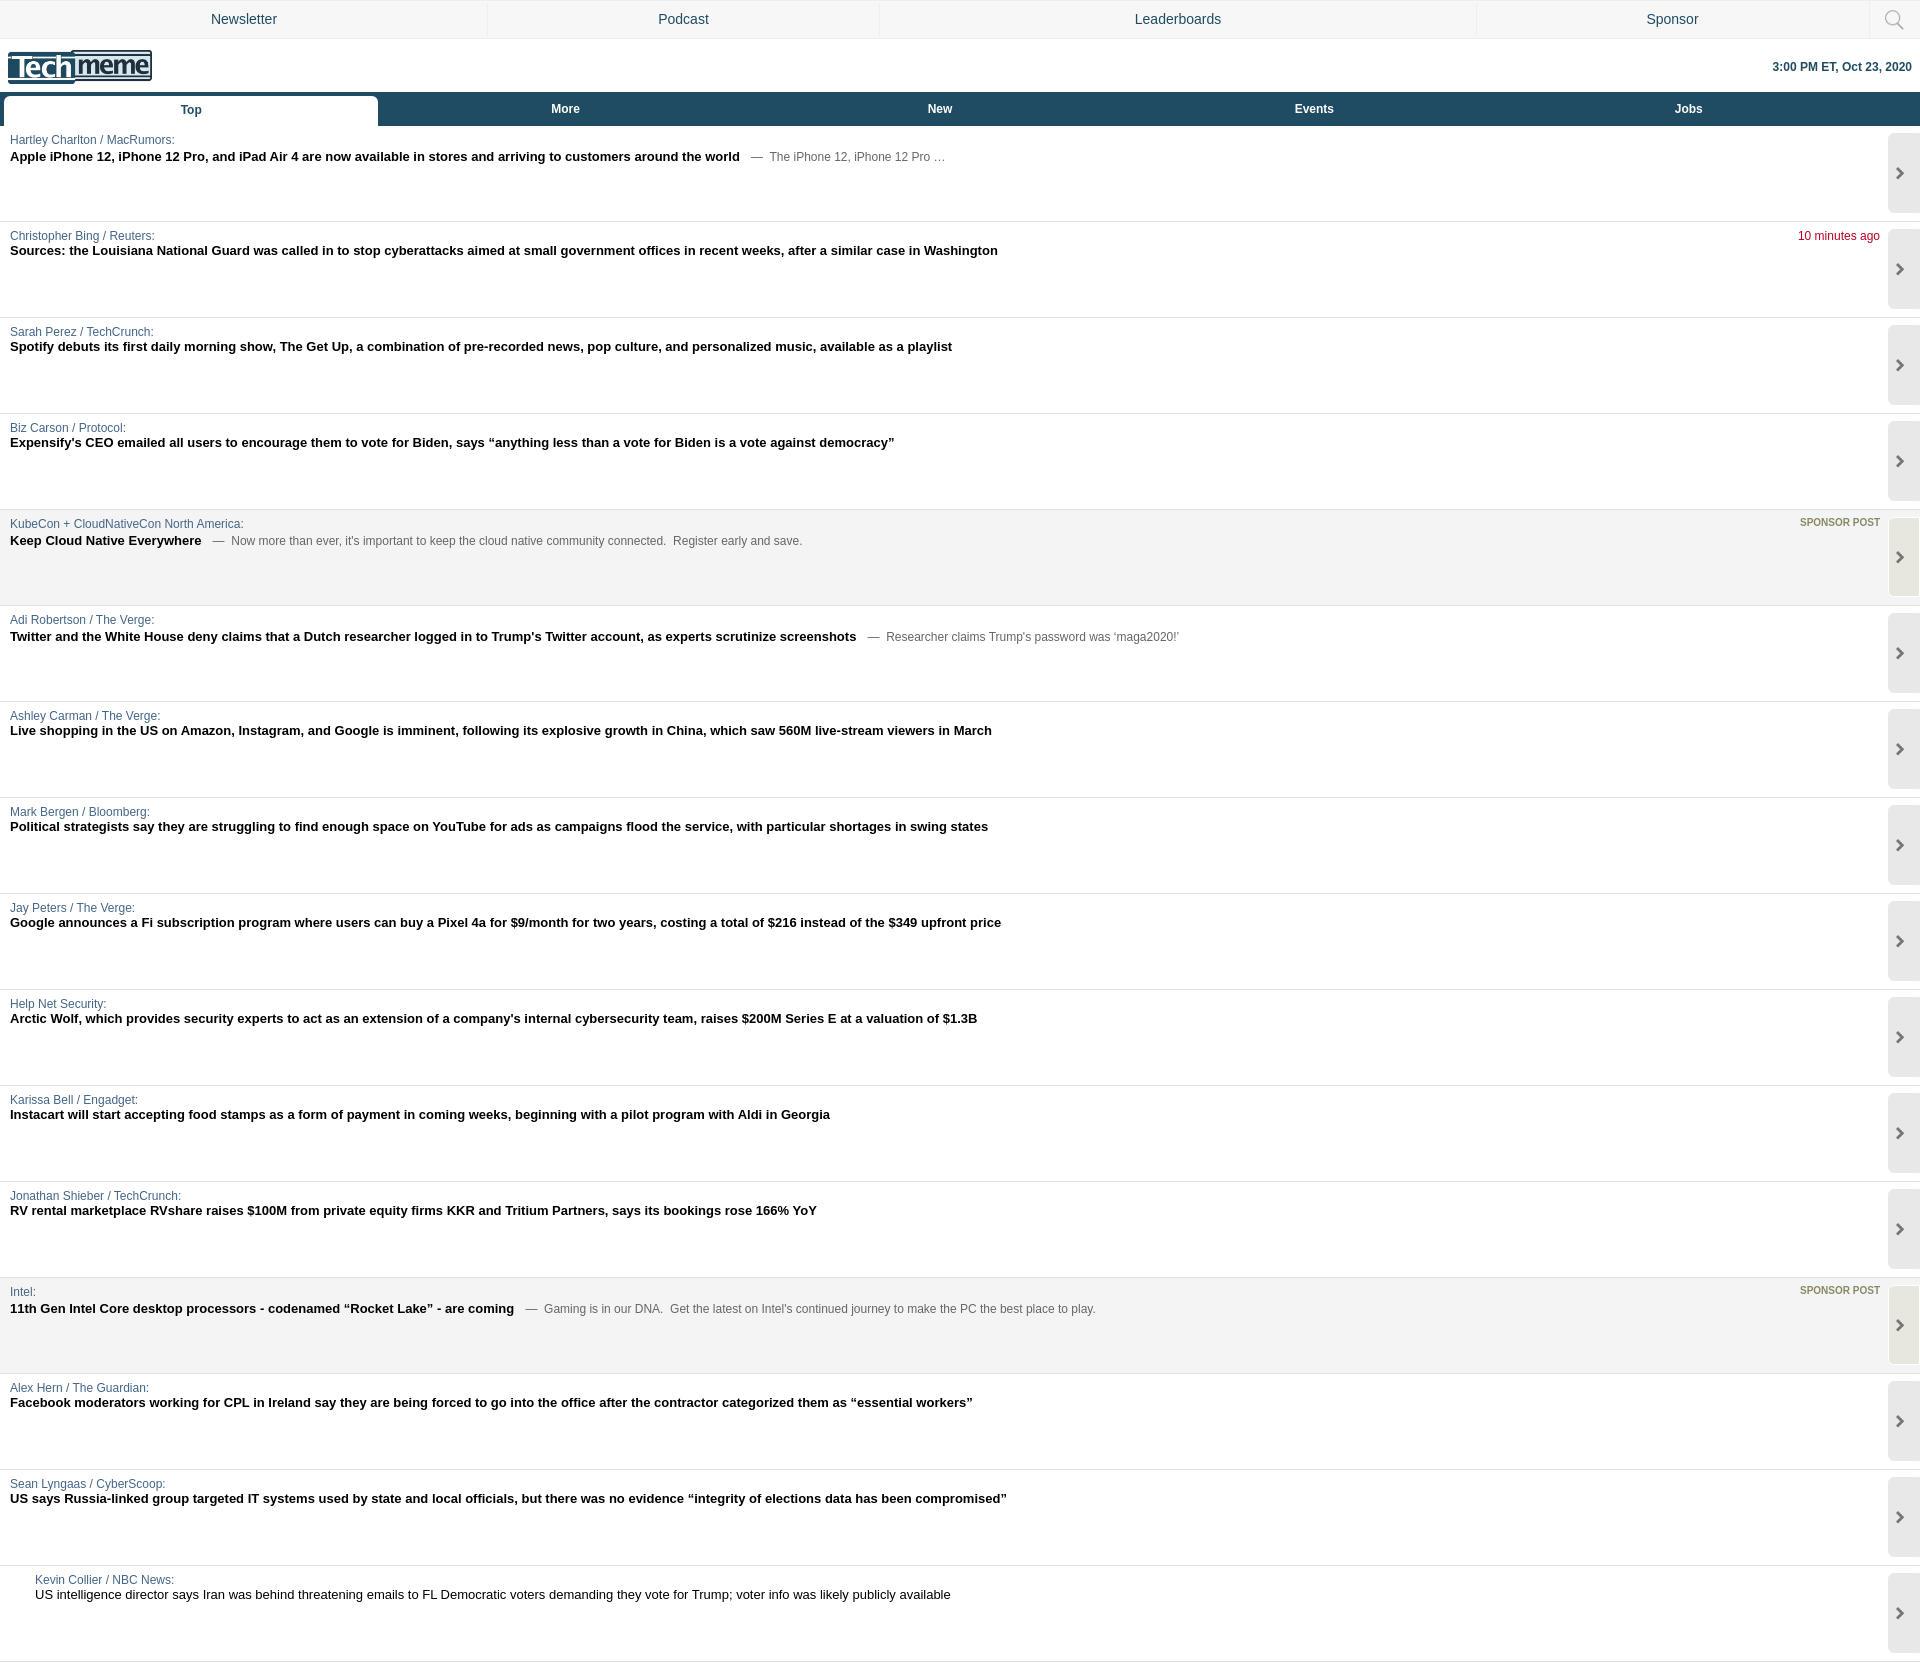 Newsletter
Podcast
Leaderboards
Sponsor
Techmeme
3:00 PM ET, Oct 23, 2020
Top
More
New
Events
Jobs
Hartley Charlton / MacRumors:
Apple iPhone 12, iPhone 12 Pro, and iPad Air 4 are now available in stores and arriving to customers around the world — The iPhone 12, iPhone 12 Pro …
Christopher Bing / Reuters:
10 minutes ago
Sources: the Louisiana National Guard was called in to stop cyberattacks aimed at small government offices in recent weeks, after a similar case in Washington
Sarah Perez / TechCrunch:
Spotify debuts its first daily morning show, The Get Up, a combination of pre-recorded news, pop culture, and personalized music, available as a playlist
Biz Carson / Protocol:
Expensify's CEO emailed all users to encourage them to vote for Biden, says “anything less than a vote for Biden is a vote against democracy”
KubeCon + CloudNativeCon North America:
SPONSOR POST
Keep Cloud Native Everywhere — Now more than ever, it's important to keep the cloud native community connected. Register early and save.
Adi Robertson / The Verge:
Twitter and the White House deny claims that a Dutch researcher logged in to Trump's Twitter account, as experts scrutinize screenshots — Researcher claims Trump's password was ‘maga2020!’
Ashley Carman / The Verge:
Live shopping in the US on Amazon, Instagram, and Google is imminent, following its explosive growth in China, which saw 560M live-stream viewers in March
Mark Bergen / Bloomberg:
Political strategists say they are struggling to find enough space on YouTube for ads as campaigns flood the service, with particular shortages in swing states
Jay Peters / The Verge:
Google announces a Fi subscription program where users can buy a Pixel 4a for $9/month for two years, costing a total of $216 instead of the $349 upfront price
Help Net Security:
Arctic Wolf, which provides security experts to act as an extension of a company's internal cybersecurity team, raises $200M Series E at a valuation of $1.3B
Karissa Bell / Engadget:
Instacart will start accepting food stamps as a form of payment in coming weeks, beginning with a pilot program with Aldi in Georgia
Jonathan Shieber / TechCrunch:
RV rental marketplace RVshare raises $100M from private equity firms KKR and Tritium Partners, says its bookings rose 166% YoY
Intel:
SPONSOR POST
11th Gen Intel Core desktop processors - codenamed “Rocket Lake” - are coming — Gaming is in our DNA. Get the latest on Intel's continued journey to make the PC the best place to play.
Alex Hern / The Guardian:
Facebook moderators working for CPL in Ireland say they are being forced to go into the office after the contractor categorized them as “essential workers”
Sean Lyngaas / CyberScoop:
US says Russia-linked group targeted IT systems used by state and local officials, but there was no evidence “integrity of elections data has been compromised”
Kevin Collier / NBC News:
US intelligence director says Iran was behind threatening emails to FL Democratic voters demanding they vote for Trump; voter info was likely publicly available